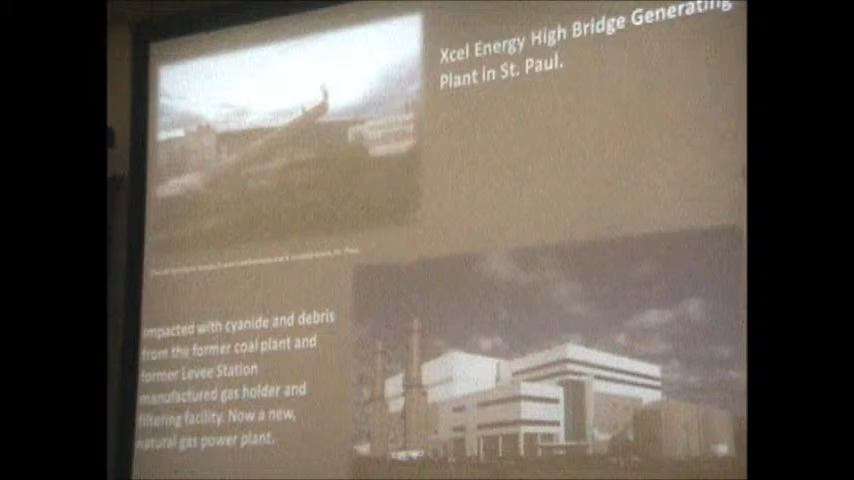 Xcel Energy High Bridge Generating
Plant in St. Paul.
impacted with cyanide and debris
from the former coal plant and
former Levee Station
manufactured gas holder and
filtering facility. Now a new,
natural gas power plant.